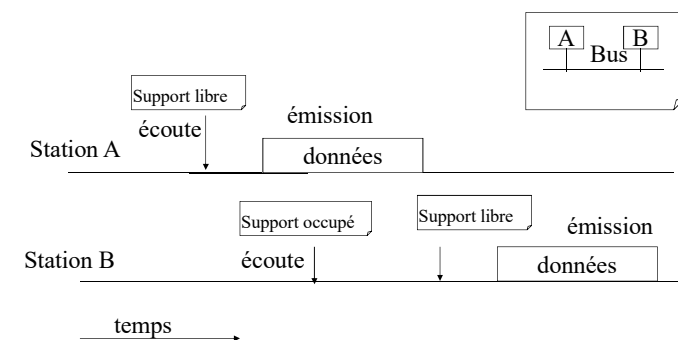 A B
Bus
Support libre
écoute
émission
Station A
données
Support occupé
Support libre
émission
Station B
écoute
données
temps